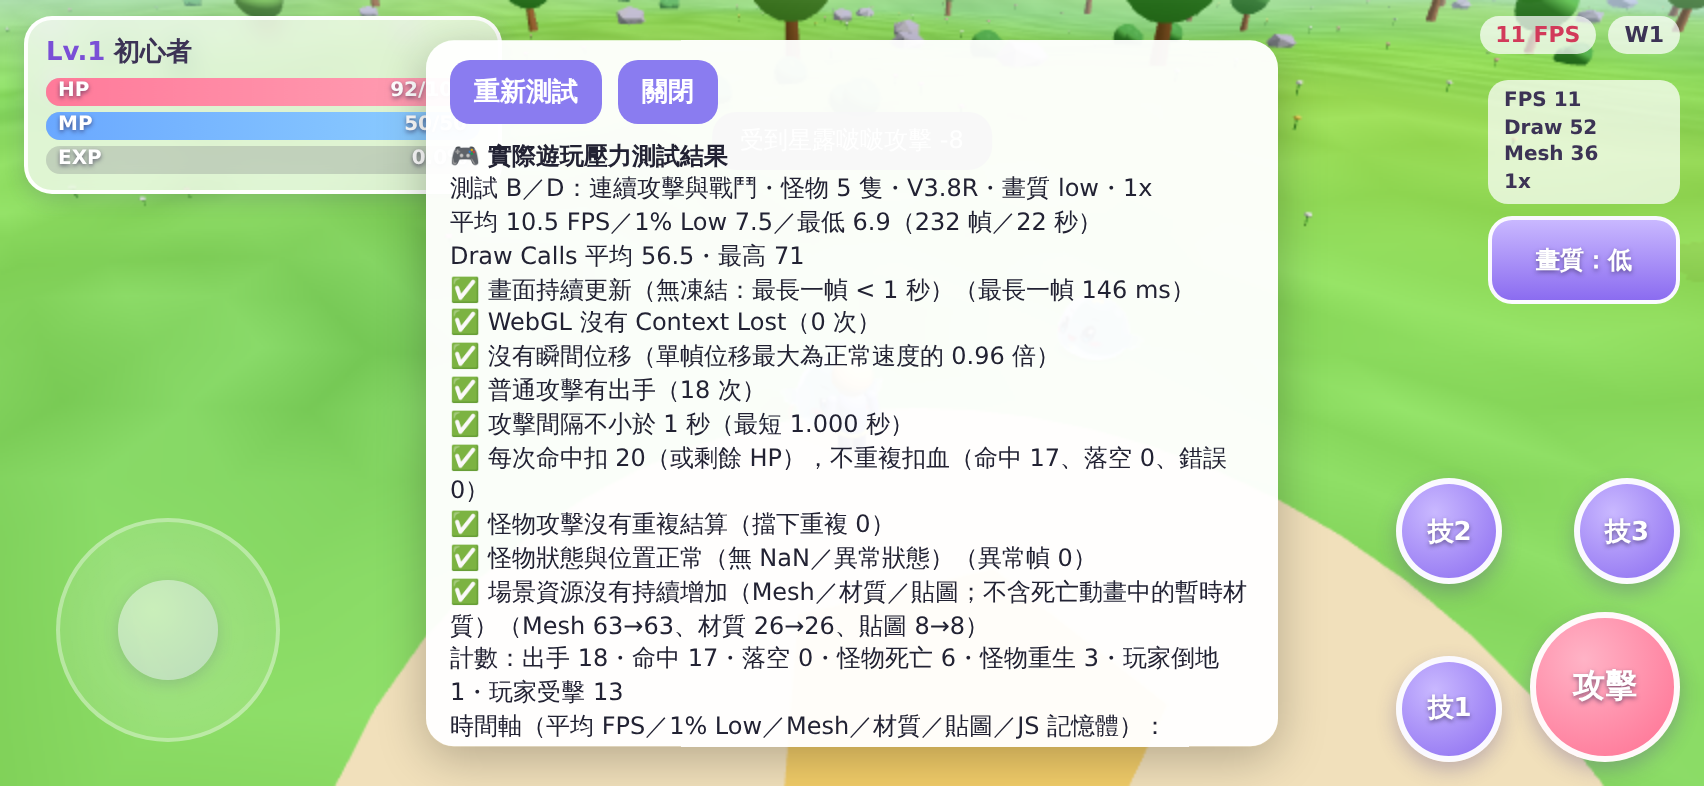 Lv.1 初心者
HP 92/
MP 50
EXP 0
重新測試
關閉
受到星露啵啵攻擊 -8
🎮 實際遊玩壓力測試結果
測試 B／D：連續攻擊與戰鬥・怪物 5 隻・V3.8R・畫質 low・1x
平均 10.5 FPS／1% Low 7.5／最低 6.9（232 幀／22 秒）
Draw Calls 平均 56.5・最高 71
✅ 畫面持續更新（無凍結：最長一幀 < 1 秒）（最長一幀 146 ms）
✅ WebGL 沒有 Context Lost（0 次）
✅ 沒有瞬間位移（單幀位移最大為正常速度的 0.96 倍）
✅ 普通攻擊有出手（18 次）
✅ 攻擊間隔不小於 1 秒（最短 1.000 秒）
✅ 每次命中扣 20（或剩餘 HP），不重複扣血（命中 17、落空 0、錯誤
0）
✅ 怪物攻擊沒有重複結算（擋下重複 0）
✅ 怪物狀態與位置正常（無 NaN／異常狀態）（異常幀 0）
✅ 場景資源沒有持續增加（Mesh／材質／貼圖；不含死亡動畫中的暫時材
質）（Mesh 63→63、材質 26→26、貼圖 8→8）
計數：出手 18・命中 17・落空 0・怪物死亡 6・怪物重生 3・玩家倒地
1・玩家受擊 13
時間軸（平均 FPS／1% Low／Mesh／材質／貼圖／JS 記憶體）：
11 FPS
W1
FPS 11
Draw 52
Mesh 36
1x
畫質：低
技2
技3
技1
攻擊